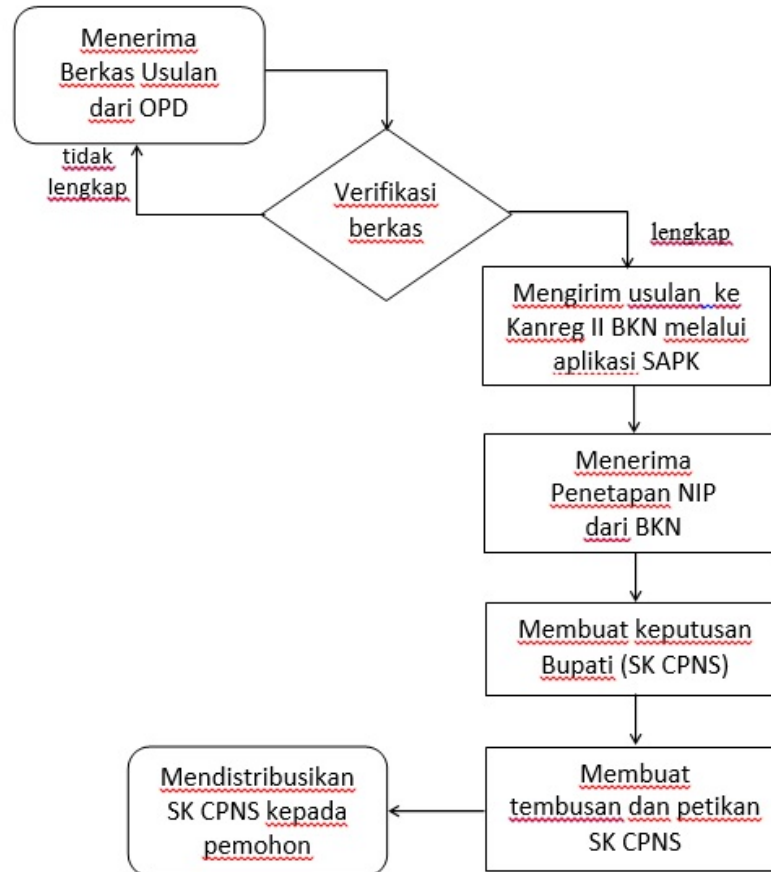 Menerima
Berkas Usulan
dari OPD
tidak
lengkap
Verifikasi
berkas
lengkap
Mengirim usulan ke
Kanreg II BKN melalui
aplikasi SAPK
Menerima
Penetapan NIP
dari BKN
Membuat keputusan
Bupati (SK CPNS)
Membuat
tembusan dan petikan
SK CPNS
Mendistribusikan
SK CPNS kepada
pemohon